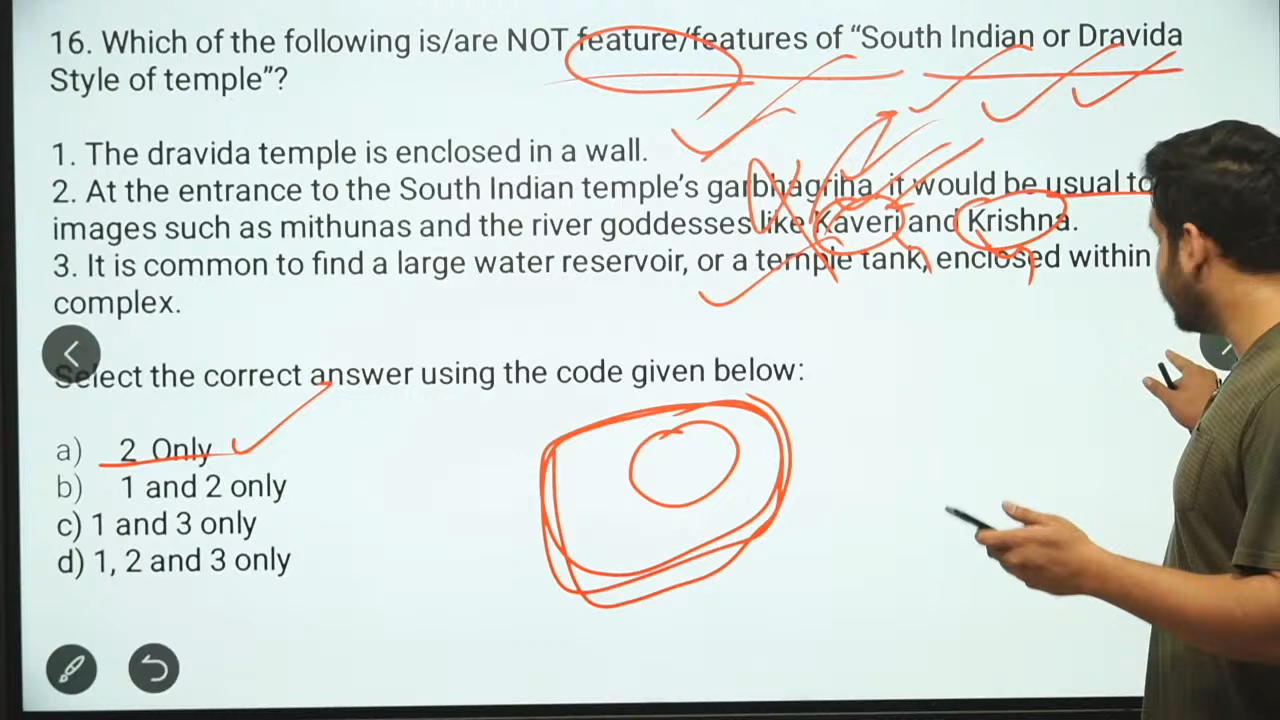 16. Which of the following is/are NOT feature/features of “South Indian or Dravida
Style of temple”?
1. The dravida temple is enclosed in a wall.
2. At the entrance to the South Indian temple’s garbhagriha, it would be usual to
images such as mithunas and the river goddesses like Kaveri and Krishna.
3. It is common to find a large water reservoir, or a temple tank, enclosed within
complex.
Select the correct answer using the code given below:
a) 2 Only
b) 1 and 2 only
c) 1 and 3 only
d) 1, 2 and 3 only